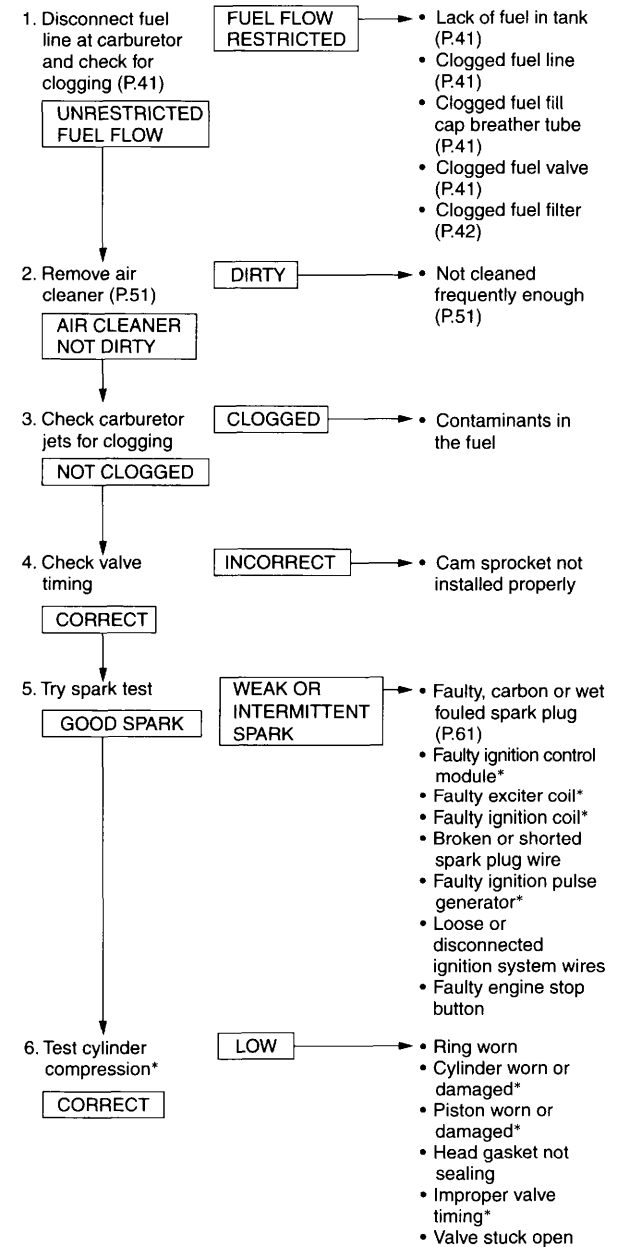 1. Disconnect fuel
line at carburetor
and check for
clogging (P.41)
UNRESTRICTED
FUEL FLOW
FUEL FLOW
RESTRICTED
• Lack of fuel in tank
(P.41)
• Clogged fuel line
(P.41)
• Clogged fuel fill
cap breather tube
(P.41)
• Clogged fuel valve
(P.41)
• Clogged fuel filter
(P.42)
2. Remove air
cleaner (P.51)
AIR CLEANER
NOT DIRTY
DIRTY
• Not cleaned
frequently enough
(P.51)
3. Check carburetor
jets for clogging
NOT CLOGGED
CLOGGED
• Contaminants in
the fuel
4. Check valve
timing
CORRECT
INCORRECT
• Cam sprocket not
installed properly
5. Try spark test
GOOD SPARK
WEAK OR
INTERMITTENT
SPARK
• Faulty, carbon or wet
fouled spark plug
(P.61)
• Faulty ignition control
module*
• Faulty exciter coil*
• Faulty ignition coil*
• Broken or shorted
spark plug wire
• Faulty ignition pulse
generator*
• Loose or
disconnected
ignition system wires
• Faulty engine stop
button
6. Test cylinder
compression*
CORRECT
LOW
• Ring worn
• Cylinder worn or
damaged*
• Piston worn or
damaged*
• Head gasket not
sealing
• Improper valve
timing*
• Valve stuck open